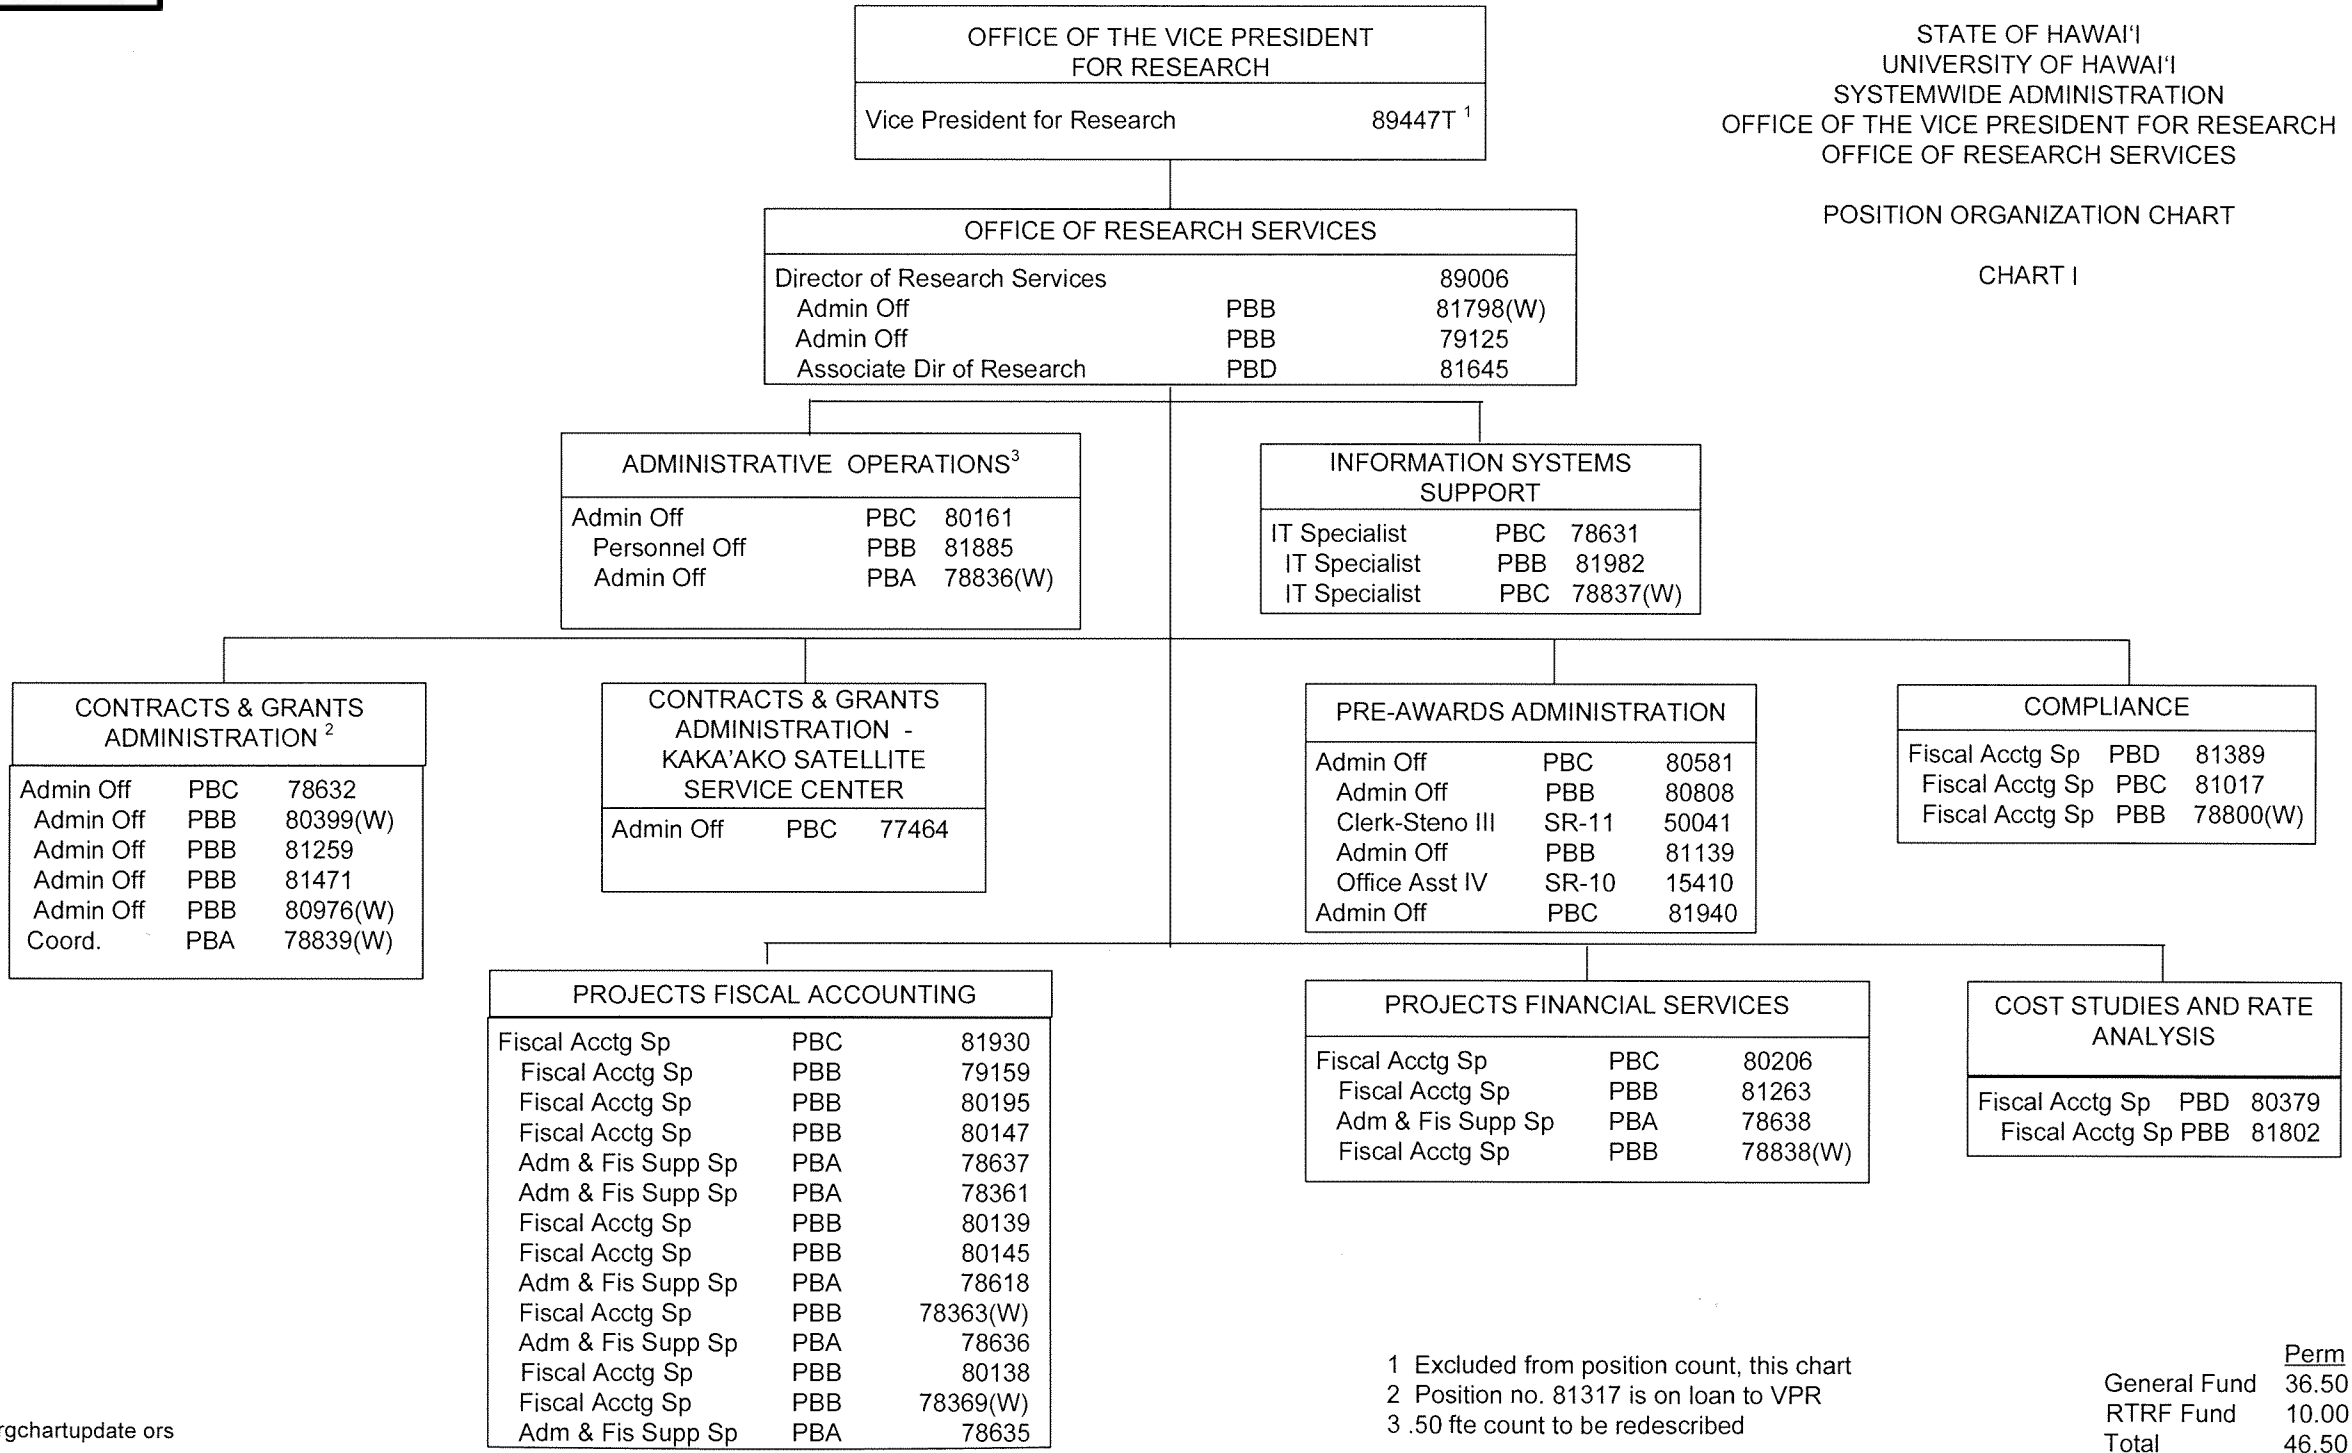 OFFICE OF THE VICE PRESIDENT
FOR RESEARCH
Vice President for Research 89447T 1
STATE OF HAWAI'I
UNIVERSITY OF HAWAI'I
SYSTEMWIDE ADMINISTRATION
OFFICE OF THE VICE PRESIDENT FOR RESEARCH
OFFICE OF RESEARCH SERVICES
POSITION ORGANIZATION CHART
CHART I
OFFICE OF RESEARCH SERVICES
Director of Research Services 89006
Admin Off PBB 81798(W)
Admin Off PBB 79125
Associate Dir of Research PBD 81645
ADMINISTRATIVE OPERATIONS3
Admin Off PBC 80161
Personnel Off PBB 81885
Admin Off PBA 78836(W)
INFORMATION SYSTEMS
SUPPORT
IT Specialist PBC 78631
IT Specialist PBB 81982
IT Specialist PBC 78837(W)
CONTRACTS & GRANTS
ADMINISTRATION 2
Admin Off PBC 78632
Admin Off PBB 80399(W)
Admin Off PBB 81259
Admin Off PBB 81471
Admin Off PBB 80976(W)
Coord. PBA 78839(W)
CONTRACTS & GRANTS
ADMINISTRATION -
KAKA'AKO SATELLITE
SERVICE CENTER
Admin Off PBC 77464
PRE-AWARDS ADMINISTRATION
Admin Off PBC 80581
Admin Off PBB 80808
Clerk-Steno III SR-11 50041
Admin Off PBB 81139
Office Asst IV SR-10 15410
Admin Off PBC 81940
COMPLIANCE
Fiscal Acctg Sp PBD 81389
Fiscal Acctg Sp PBC 81017
Fiscal Acctg Sp PBB 78800(W)
PROJECTS FISCAL ACCOUNTING
Fiscal Acctg Sp PBC 81930
Fiscal Acctg Sp PBB 79159
Fiscal Acctg Sp PBB 80195
Fiscal Acctg Sp PBB 80147
Adm & Fis Supp Sp PBA 78637
Adm & Fis Supp Sp PBA 78361
Fiscal Acctg Sp PBB 80139
Fiscal Acctg Sp PBB 80145
Adm & Fis Supp Sp PBA 78618
Fiscal Acctg Sp PBB 78363(W)
Adm & Fis Supp Sp PBA 78636
Fiscal Acctg Sp PBB 80138
Fiscal Acctg Sp PBB 78369(W)
Adm & Fis Supp Sp PBA 78635
PROJECTS FINANCIAL SERVICES
Fiscal Acctg Sp PBC 80206
Fiscal Acctg Sp PBB 81263
Adm & Fis Supp Sp PBA 78638
Fiscal Acctg Sp PBB 78838(W)
COST STUDIES AND RATE
ANALYSIS
Fiscal Acctg Sp PBD 80379
Fiscal Acctg Sp PBB 81802
1 Excluded from position count, this chart
2 Position no. 81317 is on loan to VPR
3 .50 fte count to be redescribed
Perm
General Fund 36.50
RTRF Fund 10.00
Total 46.50
rgchartupdate ors